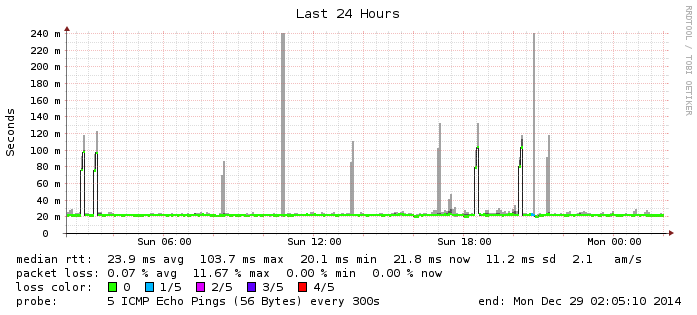 Last 24 Hours
RRDTOOL / TOBI OETIKER
Seconds
240 m
220 m
200 m
180 m
160 m
140 m
120 m
100 m
80 m
60 m
40 m
20 m
0
Sun 06:00 Sun 12:00 Sun 18:00 Mon 00:00
median rtt: 23.9 ms avg 103.7 ms max 20.1 ms min 21.8 ms now 11.2 ms sd 2.1 am/s
packet loss: 0.07 % avg 11.67 % max 0.00 % min 0.00 % now
loss color: 0 1/5 2/5 3/5 4/5
probe: 5 ICMP Echo Pings (56 Bytes) every 300s end: Mon Dec 29 02:05:10 2014